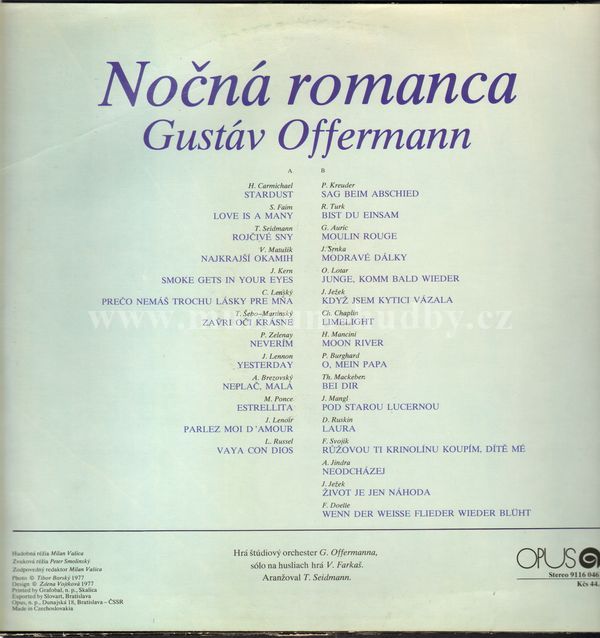 Nočná romanca
Gustáv Offermann
A
H. Carmichael
STARDUST
S. Faim
LOVE IS A MANY
T. Seidmann
ROJČIVÉ SNY
V. Matušík
NAJKRAJŠÍ OKAMIH
J. Kern
SMOKE GETS IN YOUR EYES
C. Lenský
PREČO NEMÁŠ TROCHU LÁSKY PRE MŇA
T. Šebo-Martinský
ZAVRI OČI KRÁSNE
P. Zelenay
NEVERÍM
J. Lennon
YESTERDAY
A. Brezovský
NEPLAČ, MALÁ
M. Ponce
ESTRELLITA
J. Lenoir
PARLEZ MOI D'AMOUR
L. Russel
VAYA CON DIOS
B
P. Kreuder
SAG BEIM ABSCHIED
R. Turk
BIST DU EINSAM
G. Auric
MOULIN ROUGE
J. Senka
MODRAVÉ DÁLKY
O. Lotar
JUNGE, KOMM BALD WIEDER
J. Ježek
KDYŽ JSEM KYTICI VÁZALA
Ch. Chaplin
LIMELIGHT
H. Mancini
MOON RIVER
P. Burghard
O, MEIN PAPA
Th. Mackeben
BEI DIR
J. Mangl
POD STAROU LUCERNOU
D. Ruskin
LAURA
F. Svojík
RŮŽOVOU TI KRINOLÍNU KOUPÍM, DÍTĚ MÉ
A. Jindra
NEODCHÁZEJ
J. Ježek
ŽIVOT JE JEN NÁHODA
F. Doelle
WENN DER WEISSE FLIEDER WIEDER BLÜHT
Hudobná réžia Milan Vašica
Zvuková réžia Peter Smolinský
Zodpovedný redaktor Milan Vašica
Photo © Tibor Borský 1977
Design © Zdena Vojtková 1977
Printed by Grafobal, n. p., Skalica
Exported by Slovart, Bratislava
Opus, n. p., Dunajská 18, Bratislava - ČSSR
Made in Czechoslovakia
Hrá štúdiový orchester G. Offermanna,
sólo na husliach hrá V. Farkaš.
Aranžoval T. Seidmann.
OPUS
Stereo 9116 046
Kčs 44.